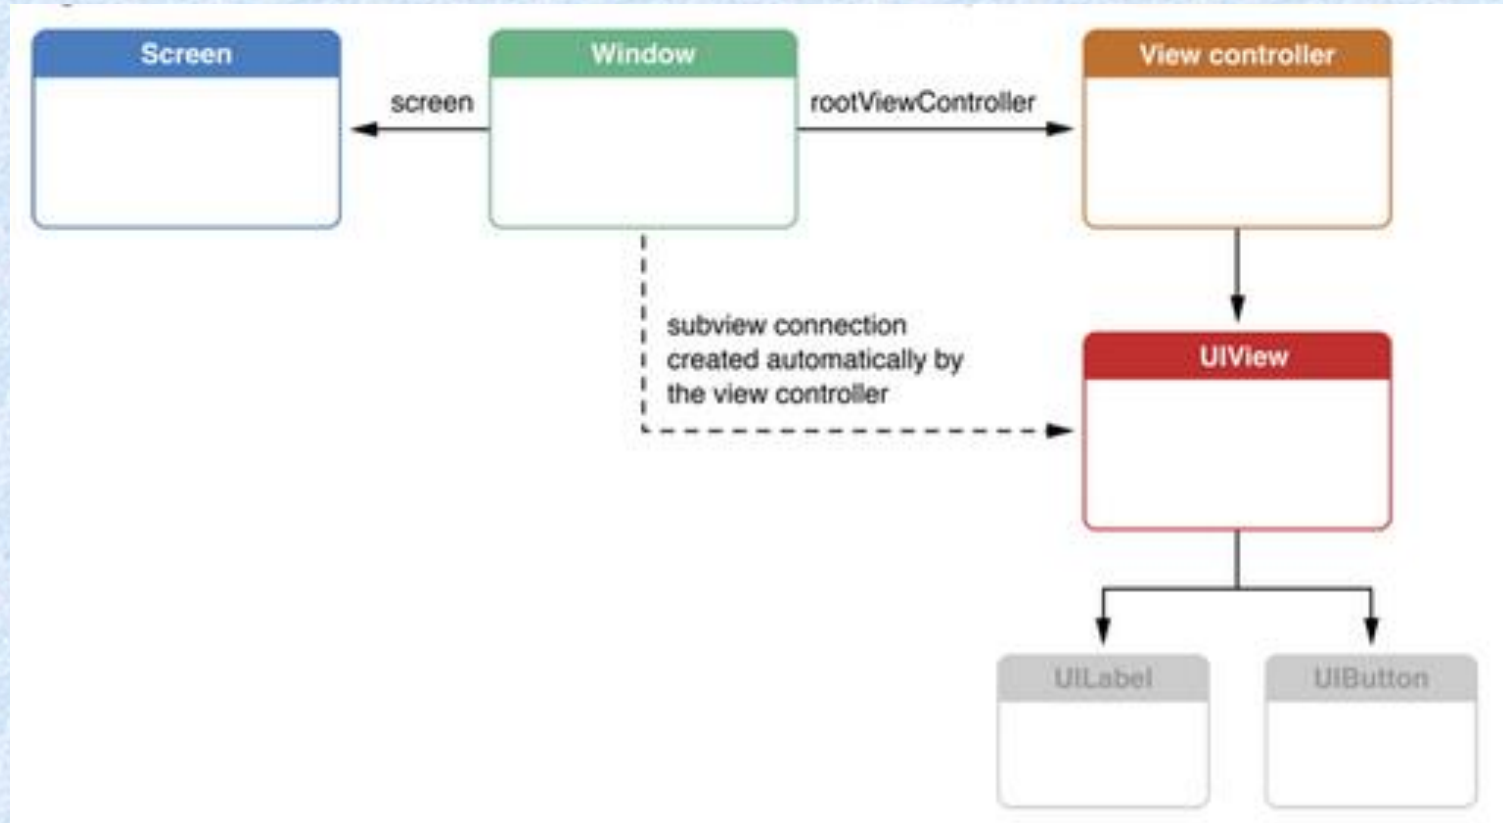 Screen
Window
View controller
screen
rootViewController
subview connection
created automatically by
the view controller
UIView
UILabel
UIButton